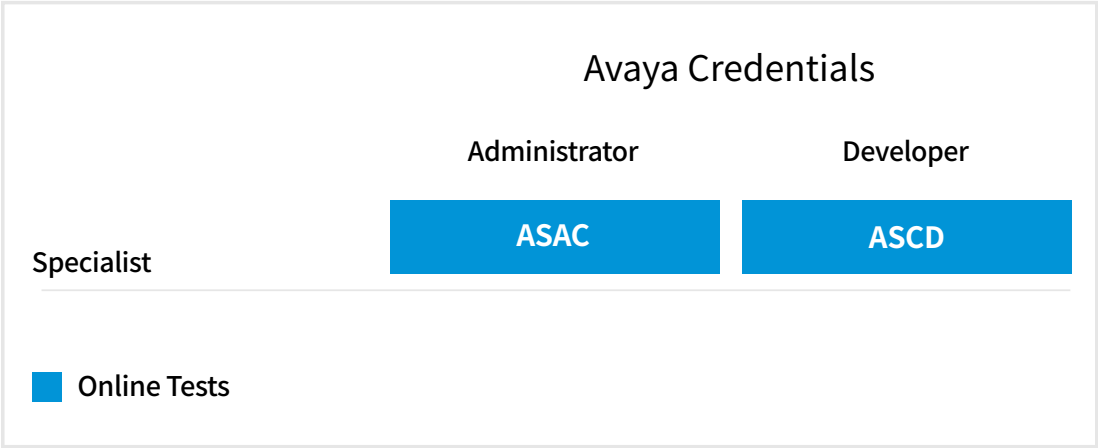 Avaya Credentials
Administrator Developer
ASAC ASCD
Specialist
Online Tests